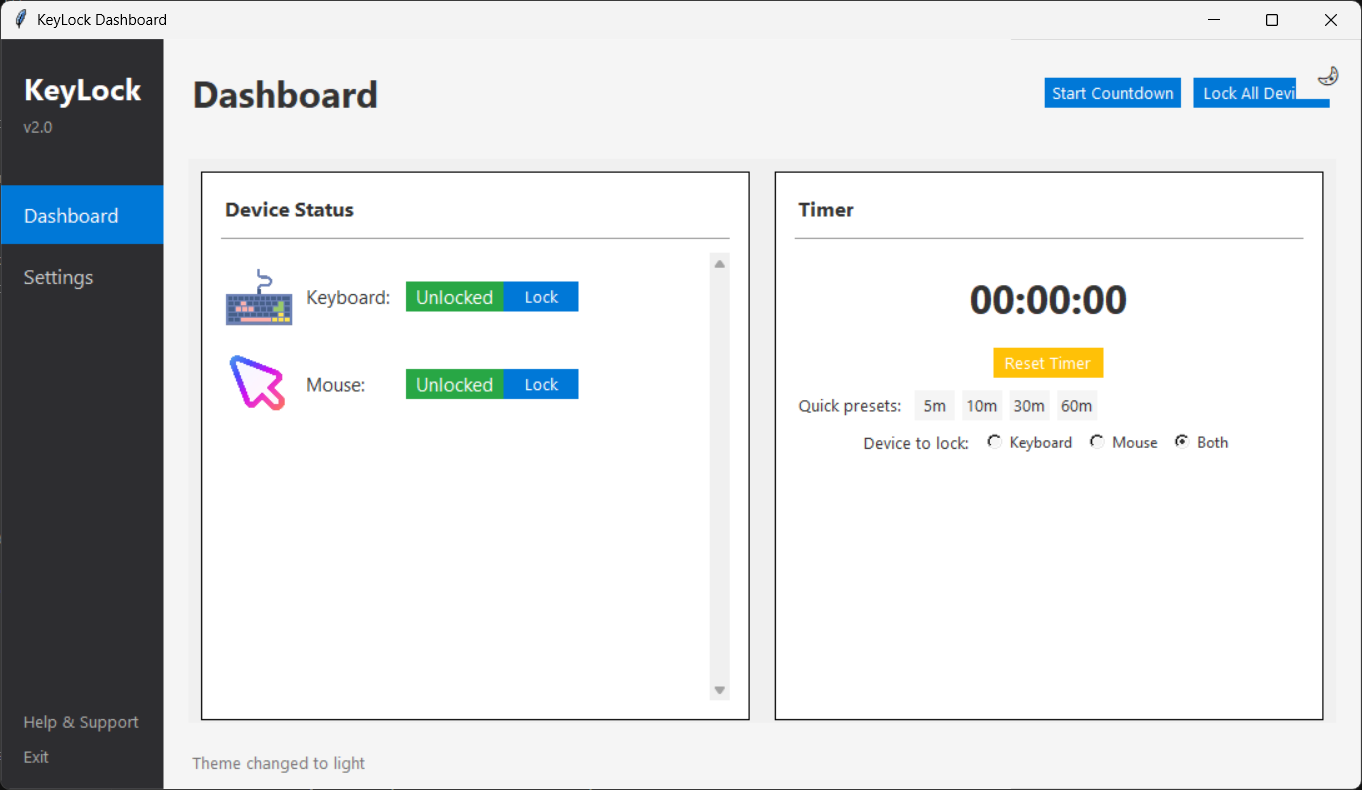 KeyLock Dashboard
KeyLock
v2.0
Dashboard
Settings
Help & Support
Exit
Dashboard
Start Countdown
Lock All Devi
Device Status
Keyboard: Unlocked Lock
Mouse: Unlocked Lock
Timer
00:00:00
Reset Timer
Quick presets: 5m 10m 30m 60m
Device to lock: Keyboard Mouse Both
Theme changed to light